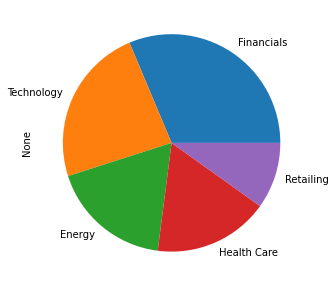 Financials
Technology
None
Retailing
Energy
Health Care